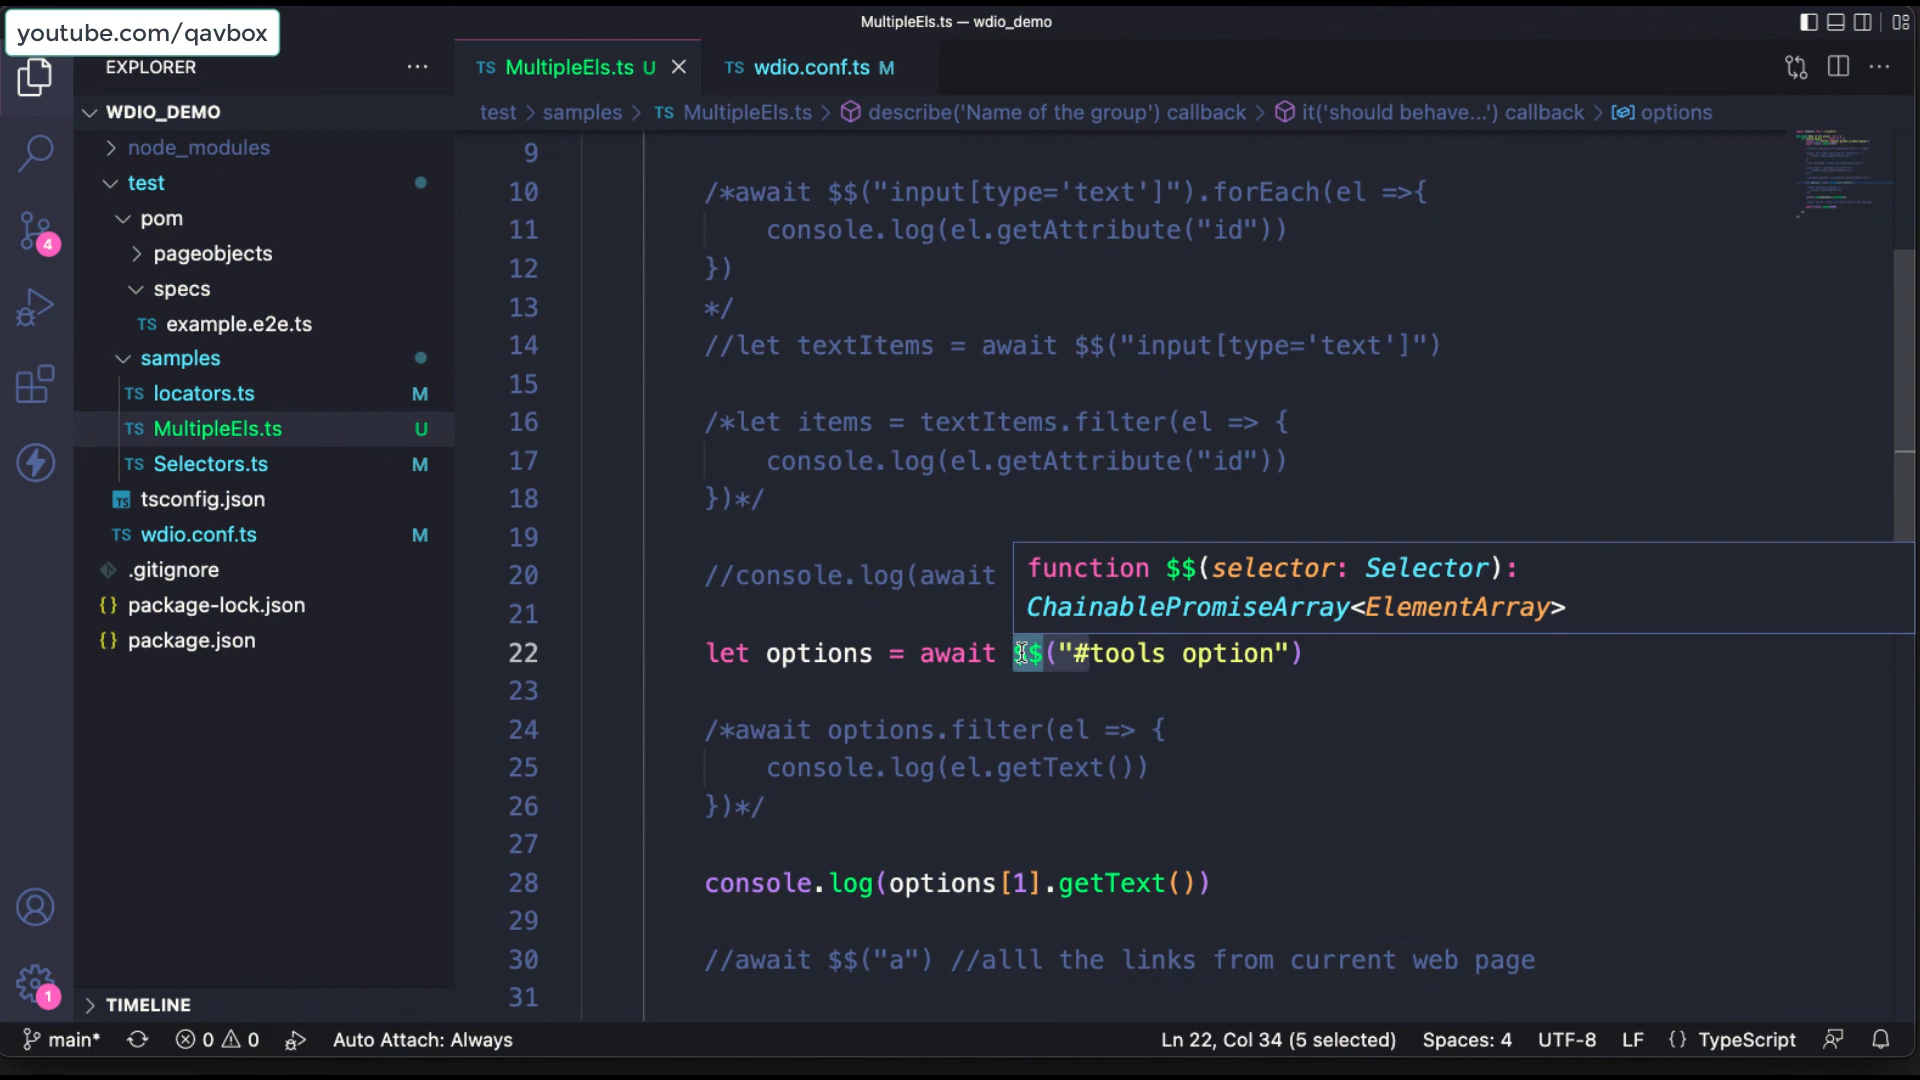 MultipleEls.ts — wdio_demo
youtube.com/qavbox
EXPLORER
TS MultipleEls.ts U
TS wdio.conf.ts M
WDIO_DEMO
test > samples > TS MultipleEls.ts > describe('Name of the group') callback > it('should behave...') callback > options
node_modules
test
pom
pageobjects
specs
TS example.e2e.ts
samples
TS locators.ts M
TS MultipleEls.ts U
TS Selectors.ts M
TS tsconfig.json
TS wdio.conf.ts M
.gitignore
{} package-lock.json
{} package.json
TIMELINE
9
10 /*await $$("input[type='text']").forEach(el =>{
11 console.log(el.getAttribute("id"))
12 })
13 */
14 //let textItems = await $$("input[type='text']")
15
16 /*let items = textItems.filter(el => {
17 console.log(el.getAttribute("id"))
18 })*/
19
20 //console.log(await
function $$(selector: Selector):
ChainablePromiseArray<ElementArray>
21
22 let options = await $$("#tools option")
23
24 /*await options.filter(el => {
25 console.log(el.getText())
26 })*/
27
28 console.log(options[1].getText())
29
30 //await $$("a") //alll the links from current web page
31
4
1
main* 0 0 Auto Attach: Always Ln 22, Col 34 (5 selected) Spaces: 4 UTF-8 LF {} TypeScript